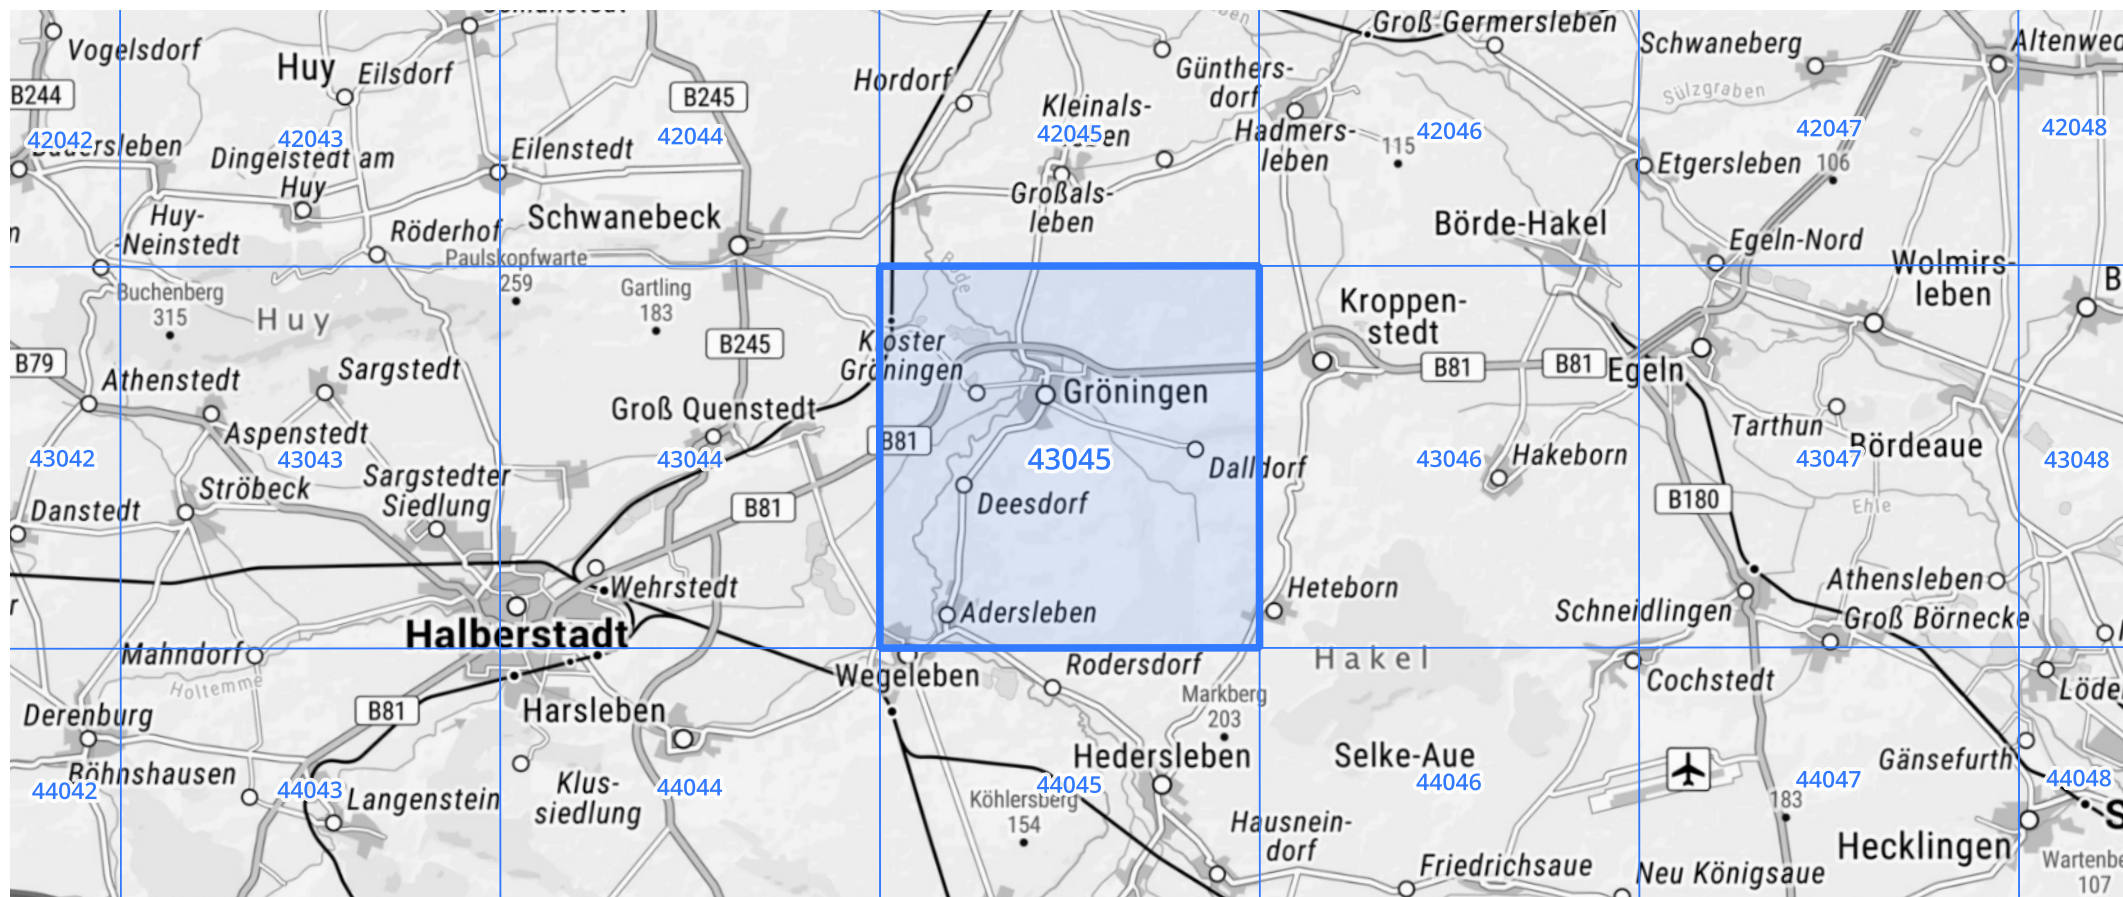 Vogelsdorf
Huy
Eilsdorf
B244
B245
Hordorf
Günthers-
dorf
Kleinals-
Groß Germersleben
Schwaneberg
Sülzgraben
42042
42043
42044
42045
42046
42047
42048
Dingelstedt am
Huy
Eilenstedt
Hadmers-
leben
115
Etgersleben
106
Huy-
Neinstedt
Röderhof
Schwanebeck
Großals-
leben
Börde-Hakel
Egeln-Nord
Wolmirs-
leben
Paulskopfwarte
259
Buchenberg
315
Huy
Gartling
183
Bode
Kroppen-
stedt
B79
B245
Kloster
Gröningen
Gröningen
B81
B81
Egeln
Athenstedt
Sargstedt
Groß Quenstedt
Aspenstedt
B81
Tarthun
Bördeaue
43042
43043
43044
43045
43046
43047
43048
Hakeborn
Dalldorf
Sargstedter
Siedlung
Ströbeck
Danstedt
B81
Deesdorf
B180
Ehle
Wehrstedt
Halberstadt
Adersleben
Heteborn
Athensleben
Schneidlingen
Groß Börnecke
Mahndorf
Holtemme
Wegeleben
Rodersdorf
Hakel
Cochstedt
Markberg
203
Derenburg
B81
Harsleben
Hedersleben
Selke-Aue
Gänsefurth
Böhnshausen
44042
44043
44044
44045
44046
44047
44048
Langenstein
Klus-
siedlung
Köhlersberg
154
183
Hausnein-
dorf
Hecklingen
Friedrichsaue
Neu Königsaue
107